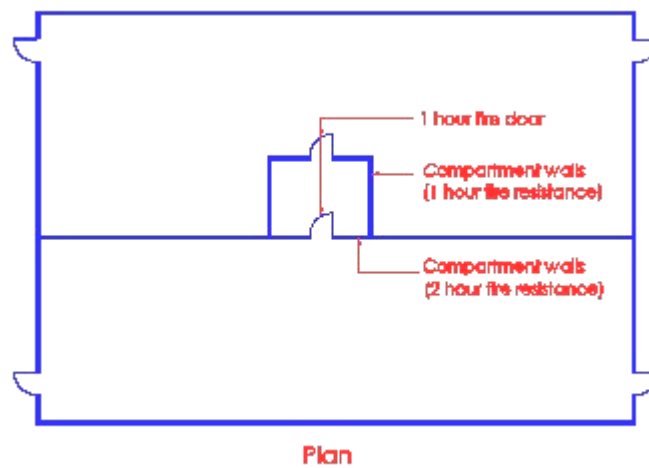 1 hour fire door
Compartment walls
(1 hour fire resistance)
Compartment walls
(2 hour fire resistance)
Plan